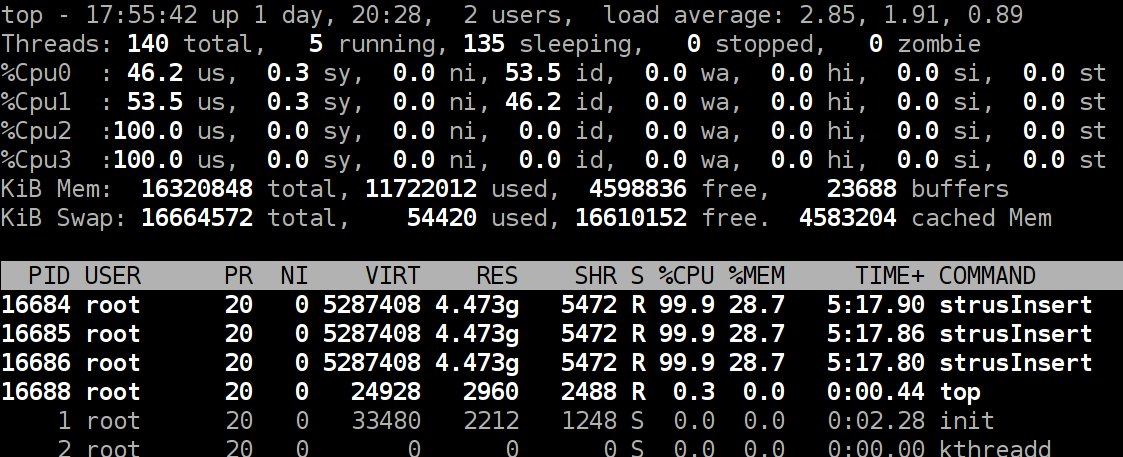 top - 17:55:42 up 1 day, 20:28,  2 users,  load average: 2.85, 1.91, 0.89
Threads: 140 total,   5 running, 135 sleeping,   0 stopped,   0 zombie
%Cpu0  : 46.2 us,  0.3 sy,  0.0 ni, 53.5 id,  0.0 wa,  0.0 hi,  0.0 si,  0.0 st
%Cpu1  : 53.5 us,  0.3 sy,  0.0 ni, 46.2 id,  0.0 wa,  0.0 hi,  0.0 si,  0.0 st
%Cpu2  :100.0 us,  0.0 sy,  0.0 ni,  0.0 id,  0.0 wa,  0.0 hi,  0.0 si,  0.0 st
%Cpu3  :100.0 us,  0.0 sy,  0.0 ni,  0.0 id,  0.0 wa,  0.0 hi,  0.0 si,  0.0 st
KiB Mem:  16320848 total, 11722012 used,  4598836 free,    23688 buffers
KiB Swap: 16664572 total,    54420 used, 16610152 free.  4583204 cached Mem
  PID USER      PR  NI    VIRT    RES    SHR S %CPU %MEM     TIME+ COMMAND
16684 root      20   0 5287408 4.473g   5472 R 99.9 28.7   5:17.90 strusInsert
16685 root      20   0 5287408 4.473g   5472 R 99.9 28.7   5:17.86 strusInsert
16686 root      20   0 5287408 4.473g   5472 R 99.9 28.7   5:17.80 strusInsert
16688 root      20   0   24928   2960   2488 R  0.3  0.0   0:00.44 top
    1 root      20   0   33480   2212   1248 S  0.0  0.0   0:02.28 init
    2 root      20   0       0      0      0 S  0.0  0.0   0:00.00 kthreadd